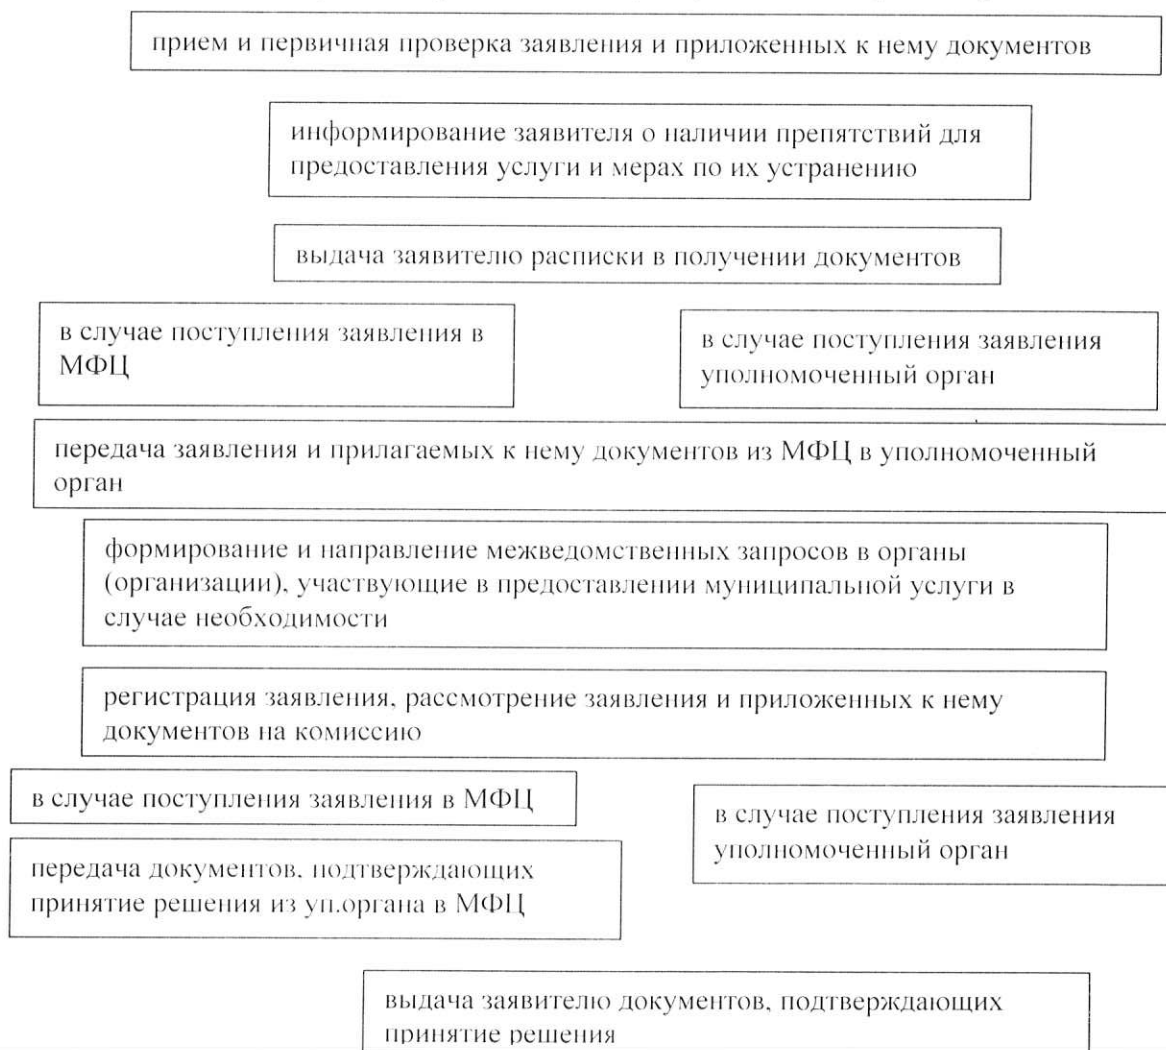 прием и первичная проверка заявления и приложенных к нему документов
информирование заявителя о наличии препятствий для
предоставления услуги и мерах по их устранению
выдача заявителю расписки в получении документов
в случае поступления заявления в
МФЦ
в случае поступления заявления
уполномоченный орган
передача заявления и прилагаемых к нему документов из МФЦ в уполномоченный
орган
формирование и направление межведомственных запросов в органы
(организации), участвующие в предоставлении муниципальной услуги в
случае необходимости
регистрация заявления, рассмотрение заявления и приложенных к нему
документов на комиссию
в случае поступления заявления в МФЦ
в случае поступления заявления
уполномоченный орган
передача документов, подтверждающих
принятие решения из уп.органа в МФЦ
выдача заявителю документов, подтверждающих
принятие решения